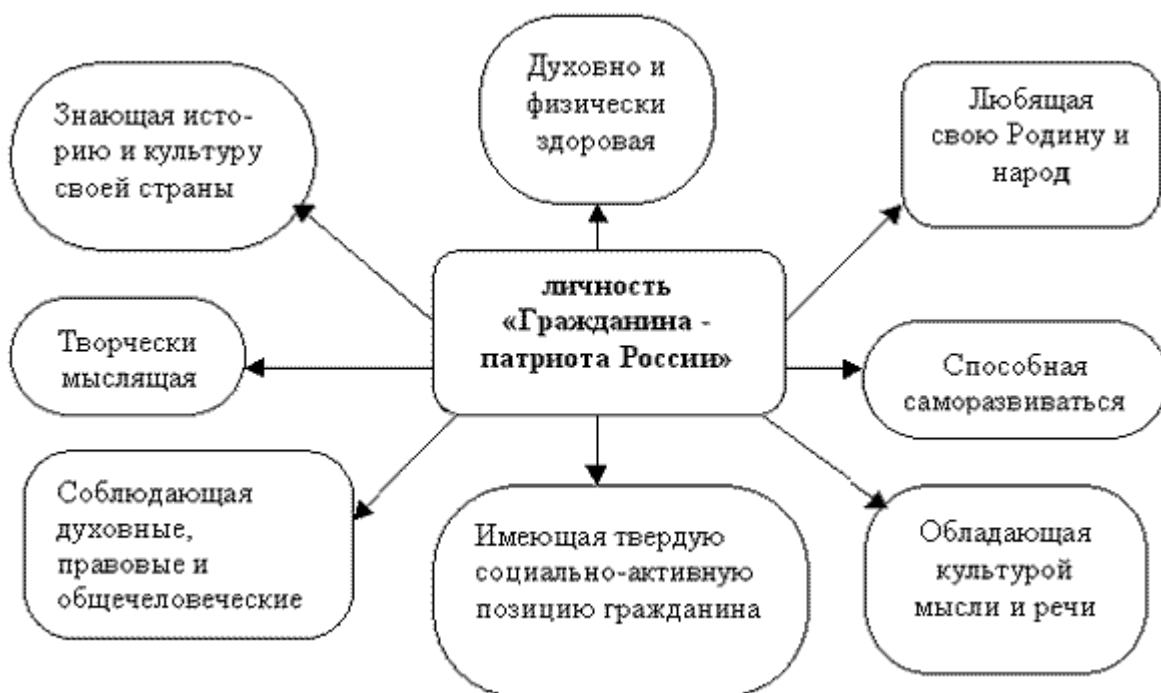 Духовно и
физически
здоровая
Знающая исто-
рию и культуру
своей страны
Любящая
свою Родину и
народ
личность
«Гражданина -
патриота России»
Творчески
мыслящая
Способная
саморазвиваться
Соблюдающая
духовные,
правовые и
общечеловеческие
Имеющая твердую
социально-активную
позицию гражданина
Обладающая
культурой
мысли и речи